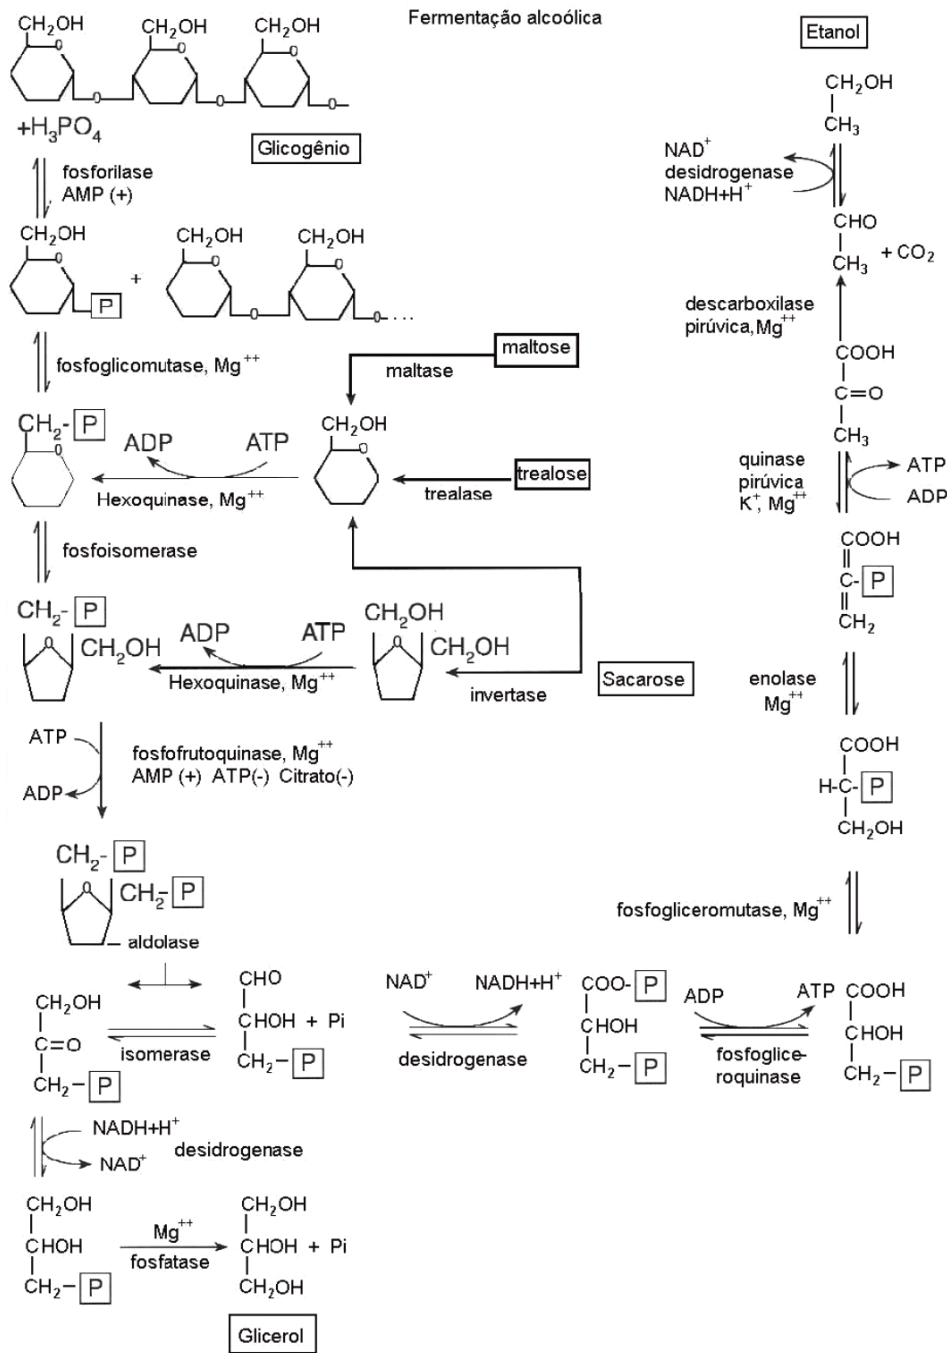 Fermentação alcoólica
CH₂OH CH₂OH CH₂OH
O O O
O O O
+H₃PO₄
Glicogênio
fosforilase
AMP (+)
CH₂OH CH₂OH CH₂OH
O + O O
P O O ....
fosfoglicomutase, Mg⁺⁺
maltose
maltase
CH₂- P
O
ADP ATP
Hexoquinase, Mg⁺⁺
CH₂OH
O
trealose
trealase
fosfoisomerase
CH₂- P
O CH₂OH
ADP ATP
Hexoquinase, Mg⁺⁺
CH₂OH
O CH₂OH
invertase
Sacarose
ATP
ADP
fosfofrutoquinase, Mg⁺⁺
AMP (+) ATP(-) Citrato(-)
CH₂- P
O CH₂- P
aldolase
CH₂OH
C=O
CH₂- P
isomerase
CHO
CHOH + Pi
CH₂- P
NADH+H⁺
NAD⁺
desidrogenase
CH₂OH
CHOH
CH₂- P
Mg⁺⁺
fosfatase
CH₂OH
CHOH + Pi
CH₂OH
Glicerol
NAD⁺ NADH+H⁺
desidrogenase
COO- P
CHOH
CH₂- P
ADP ATP
fosfoglice-
roquinase
COOH
CHOH
CH₂- P
fosfogliceromutase, Mg⁺⁺
COOH
H-C- P
CH₂OH
enolase
Mg⁺⁺
COOH
C- P
CH₂
quinase
pirúvica
K⁺, Mg⁺⁺
ATP
ADP
COOH
C=O
CH₃
descarboxilase
pirúvica, Mg⁺⁺
CHO
CH₃ + CO₂
NAD⁺
desidrogenase
NADH+H⁺
CH₂OH
CH₃
Etanol